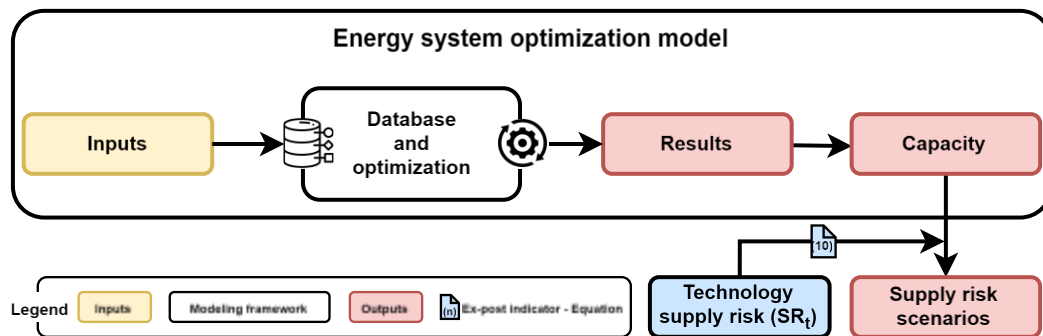 Energy system optimization model
Inputs
Database
and
optimization
Results
Capacity
(10)
Technology
supply risk (SRt)
Supply risk
scenarios
Legend
Inputs
Modeling framework
Outputs
(n)
Ex-post indicator - Equation